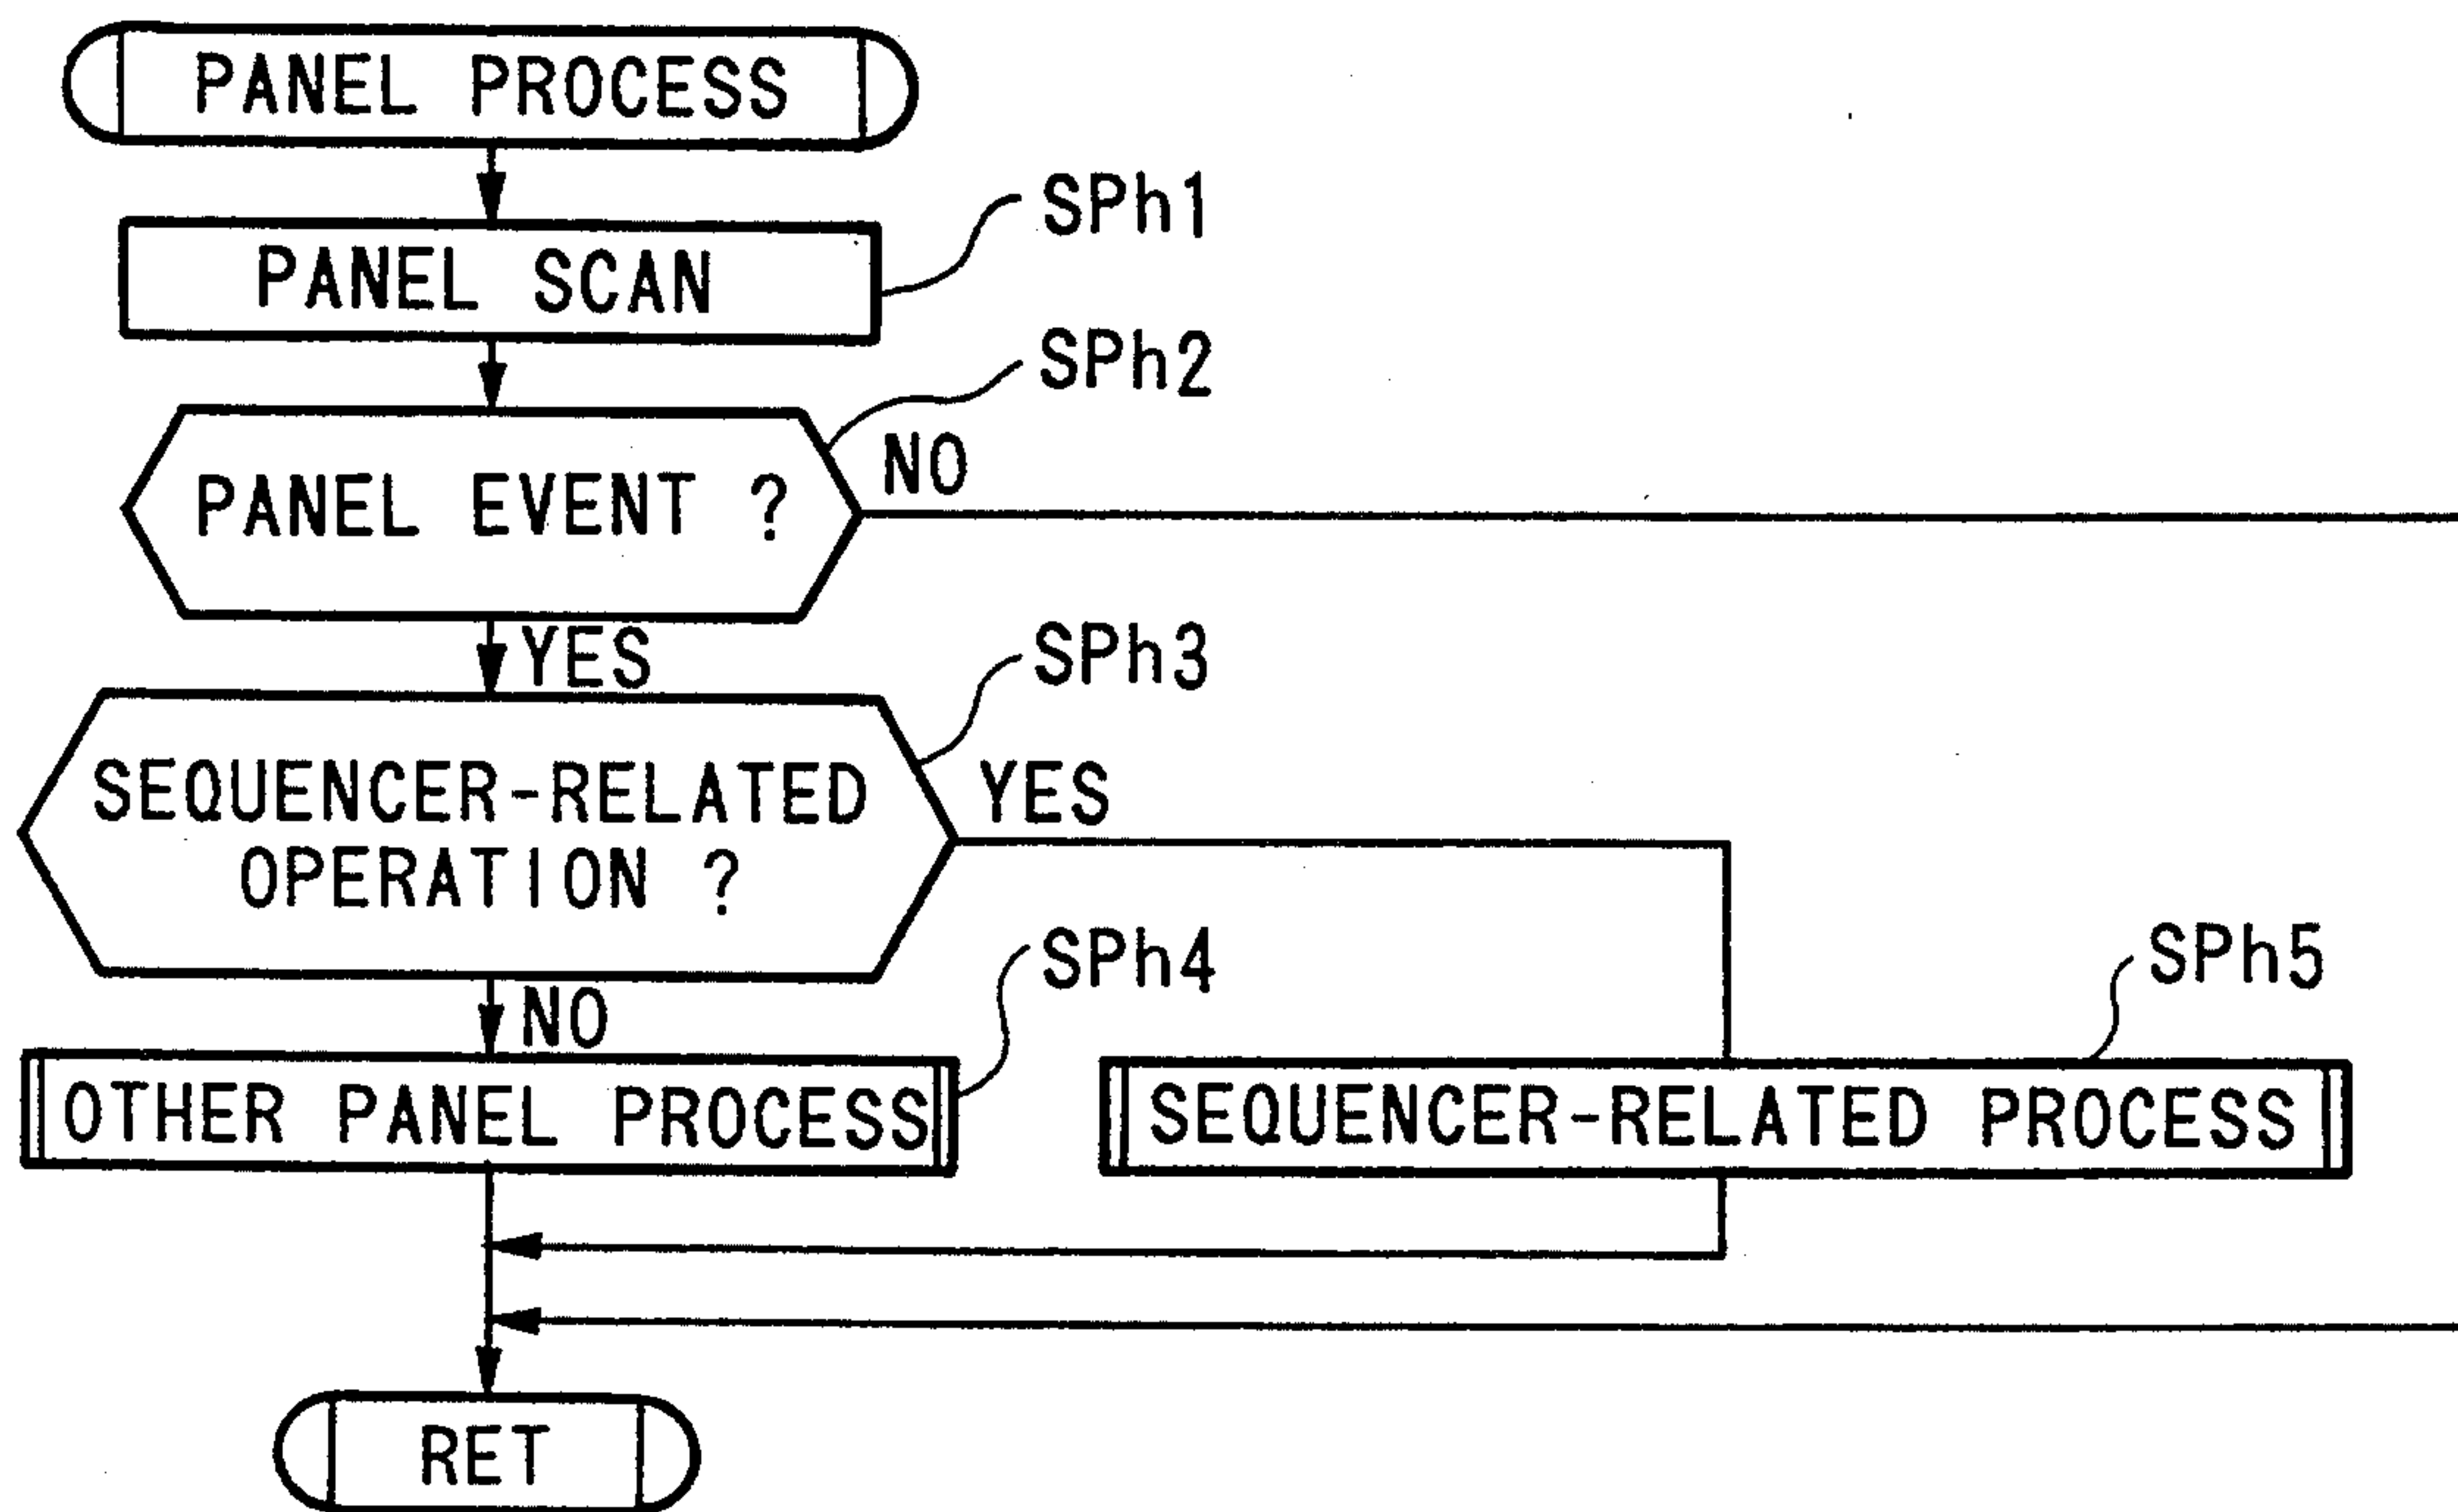 PANEL PROCESS
SPh1
PANEL SCAN
SPh2
NO
PANEL EVENT ?
YES
SPh3
SEQUENCER-RELATED
OPERATION ?
YES
NO
SPh4
SPh5
OTHER PANEL PROCESS
SEQUENCER-RELATED PROCESS
RET